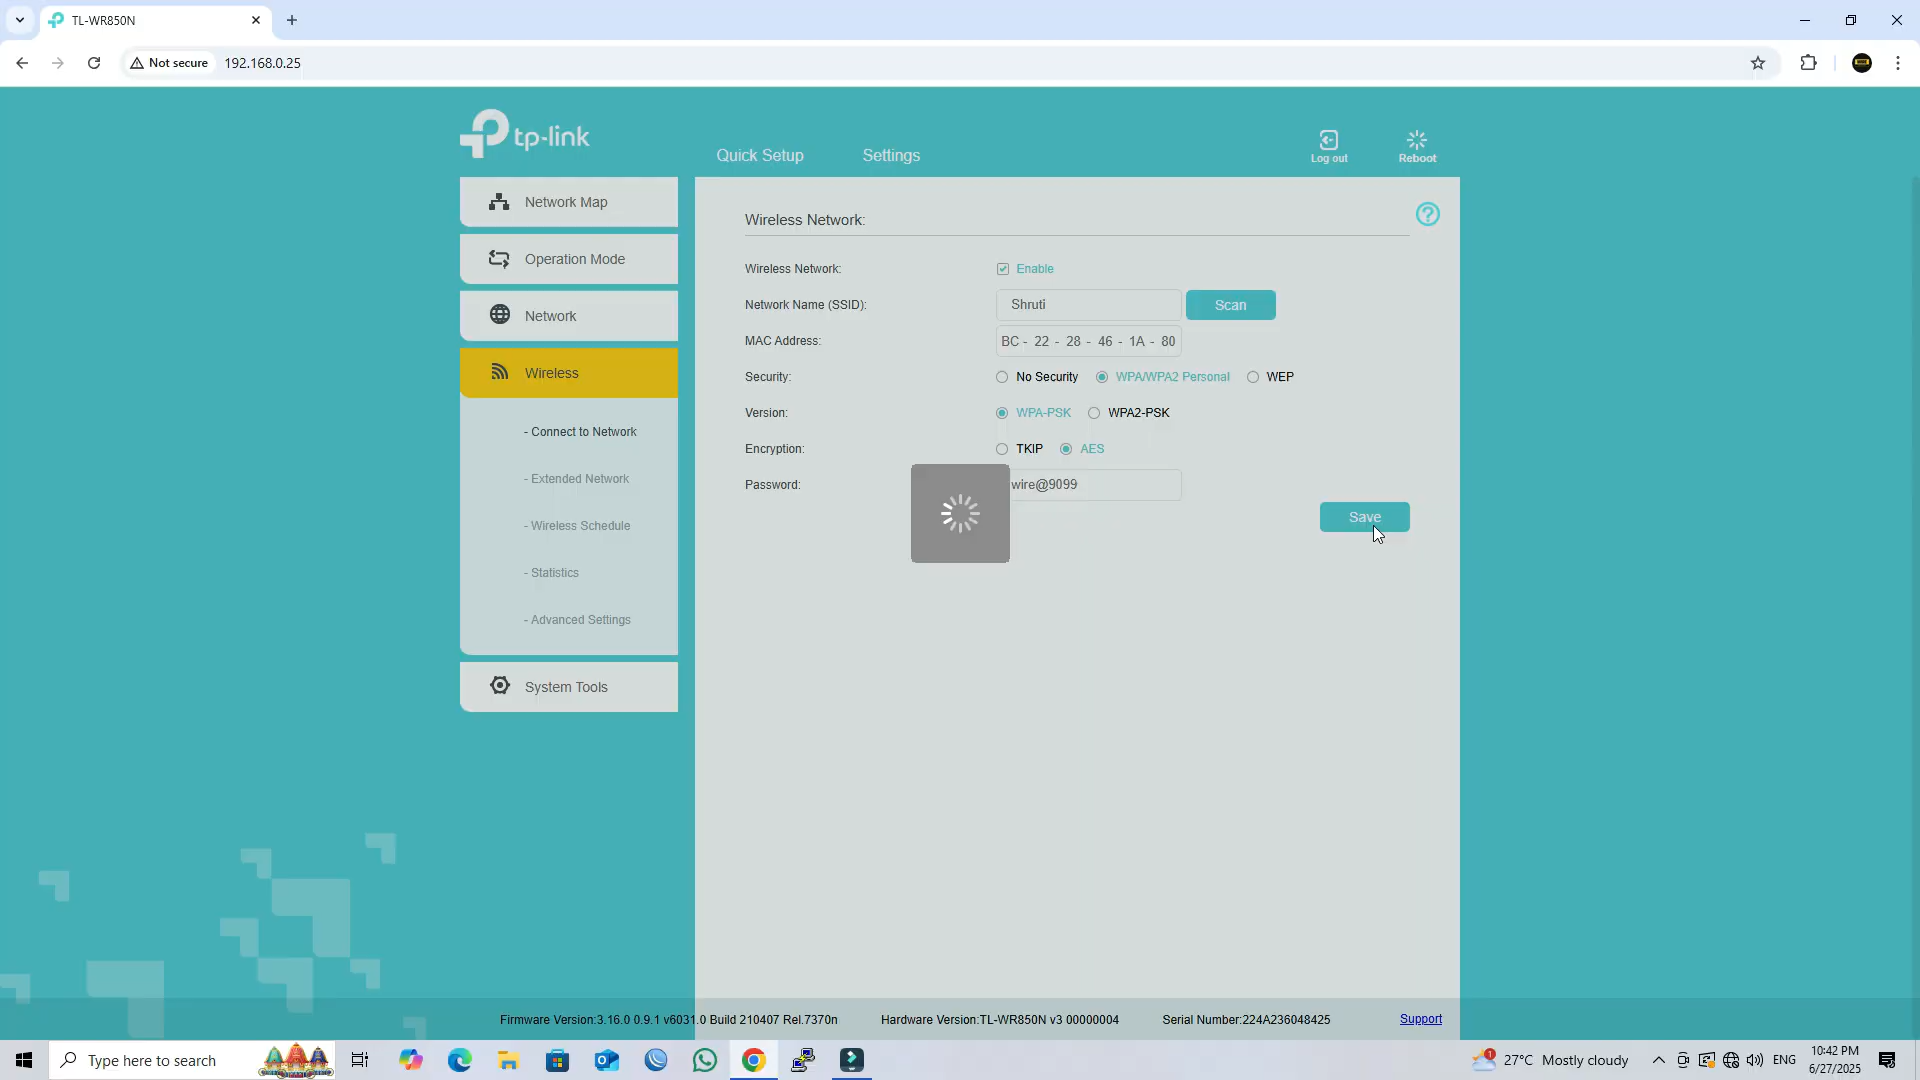 TL-WR850N
Not secure
192.168.0.25
tp-link
Quick Setup
Settings
Log out
Reboot
Network Map
Operation Mode
Network
Wireless
- Connect to Network
- Extended Network
- Wireless Schedule
- Statistics
- Advanced Settings
System Tools
Wireless Network:
Wireless Network:
Enable
Network Name (SSID):
Shruti
Scan
MAC Address:
BC - 22 - 28 - 46 - 1A - 80
Security:
No Security
WPA/WPA2 Personal
WEP
Version:
WPA-PSK
WPA2-PSK
Encryption:
TKIP
AES
Password:
wire@9099
Save
Firmware Version:3.16.0 0.9.1 v6031.0 Build 210407 Rel.7370n
Hardware Version:TL-WR850N v3 00000004
Serial Number:224A236048425
Support
Type here to search
1
27°C Mostly cloudy
ENG
10:42 PM
6/27/2025